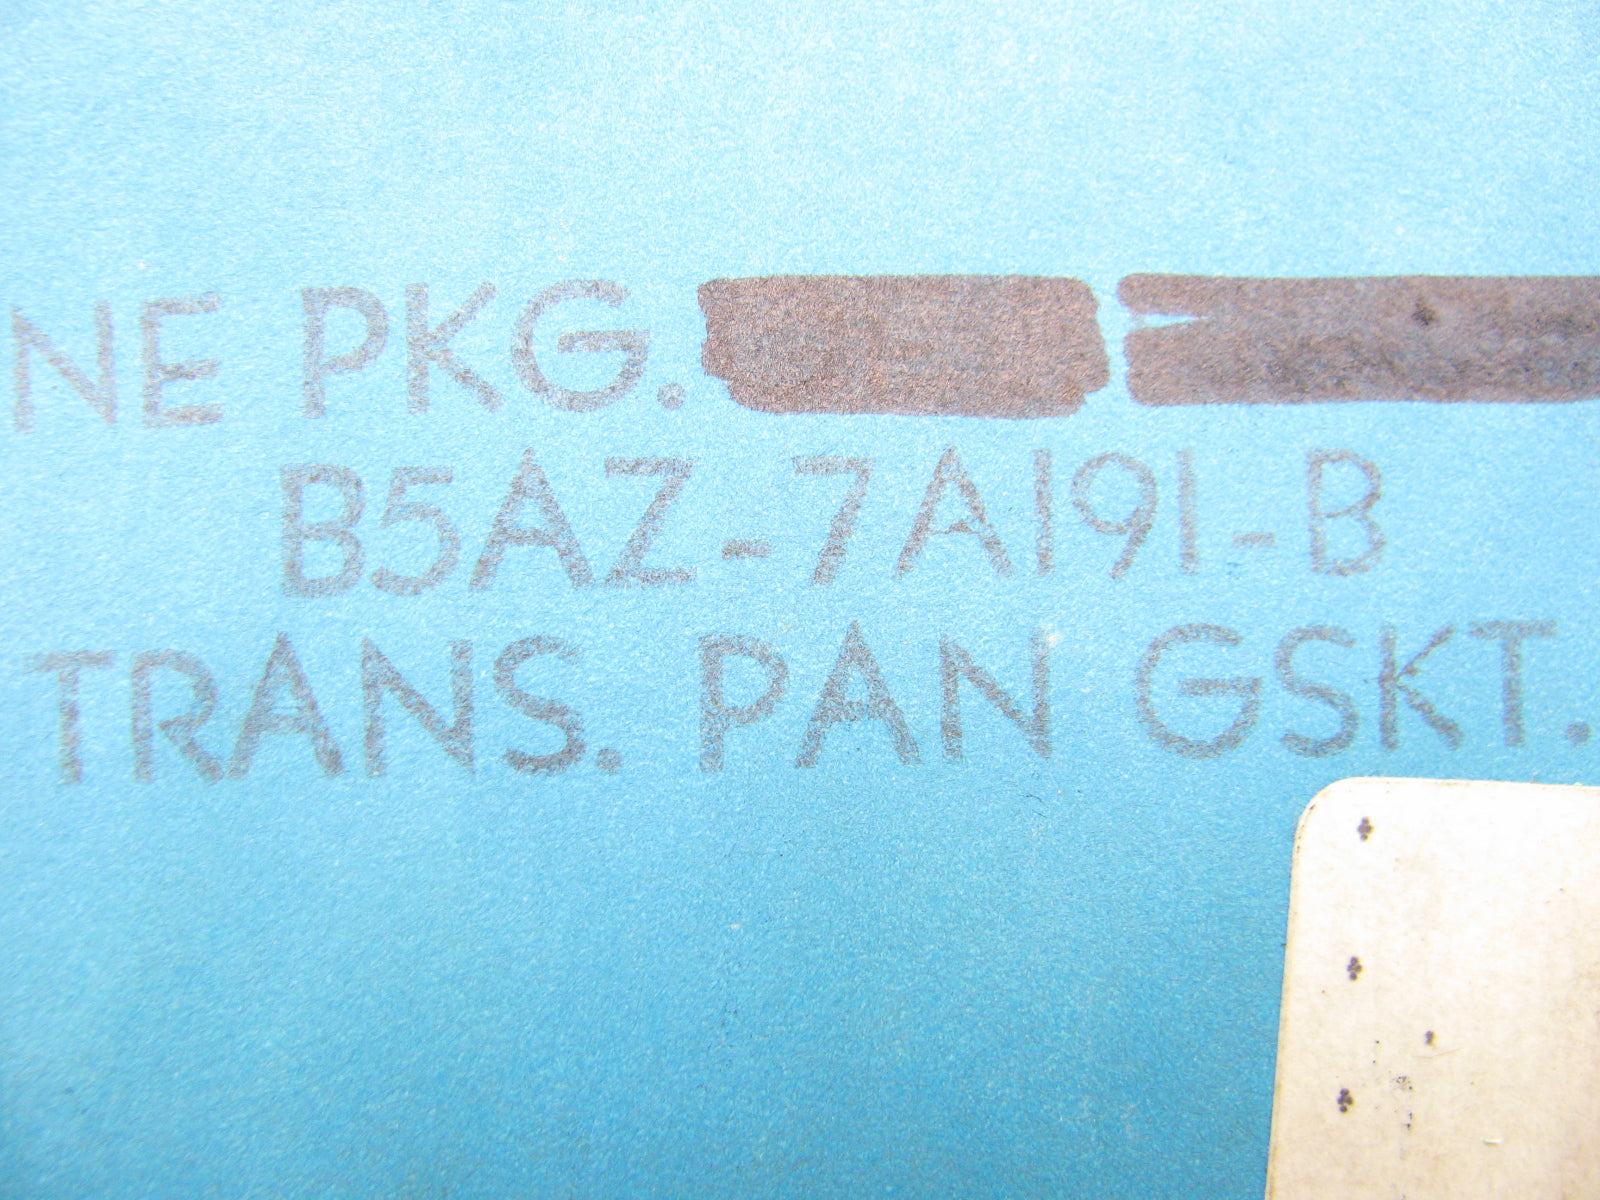 NE PKG.
B5AZ-7A191-B
TRANS. PAN GSKT.